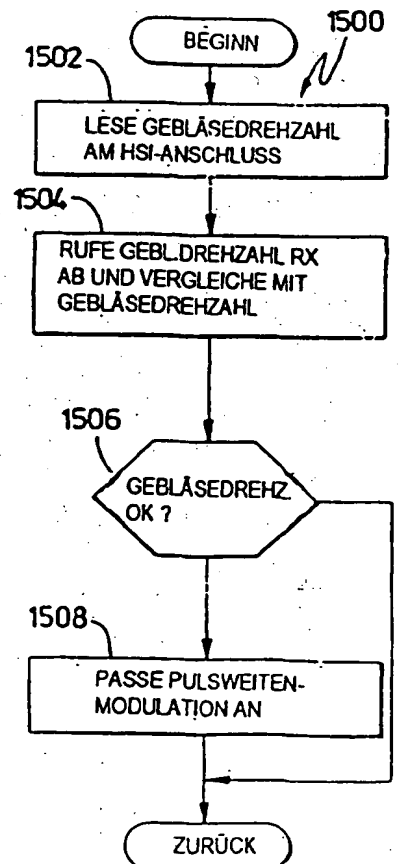 BEGINN
1500
1502
LESE GEBLÄSEDREHZAHL
AM HSI-ANSCHLUSS
1504
RUFE GEBL.DREHZAHL RX
AB UND VERGLEICHE MIT
GEBLÄSEDREHZAHL
1506
GEBLÄSEDREHZ.
OK ?
1508
PASSE PULSWEITEN-
MODULATION AN
ZURÜCK